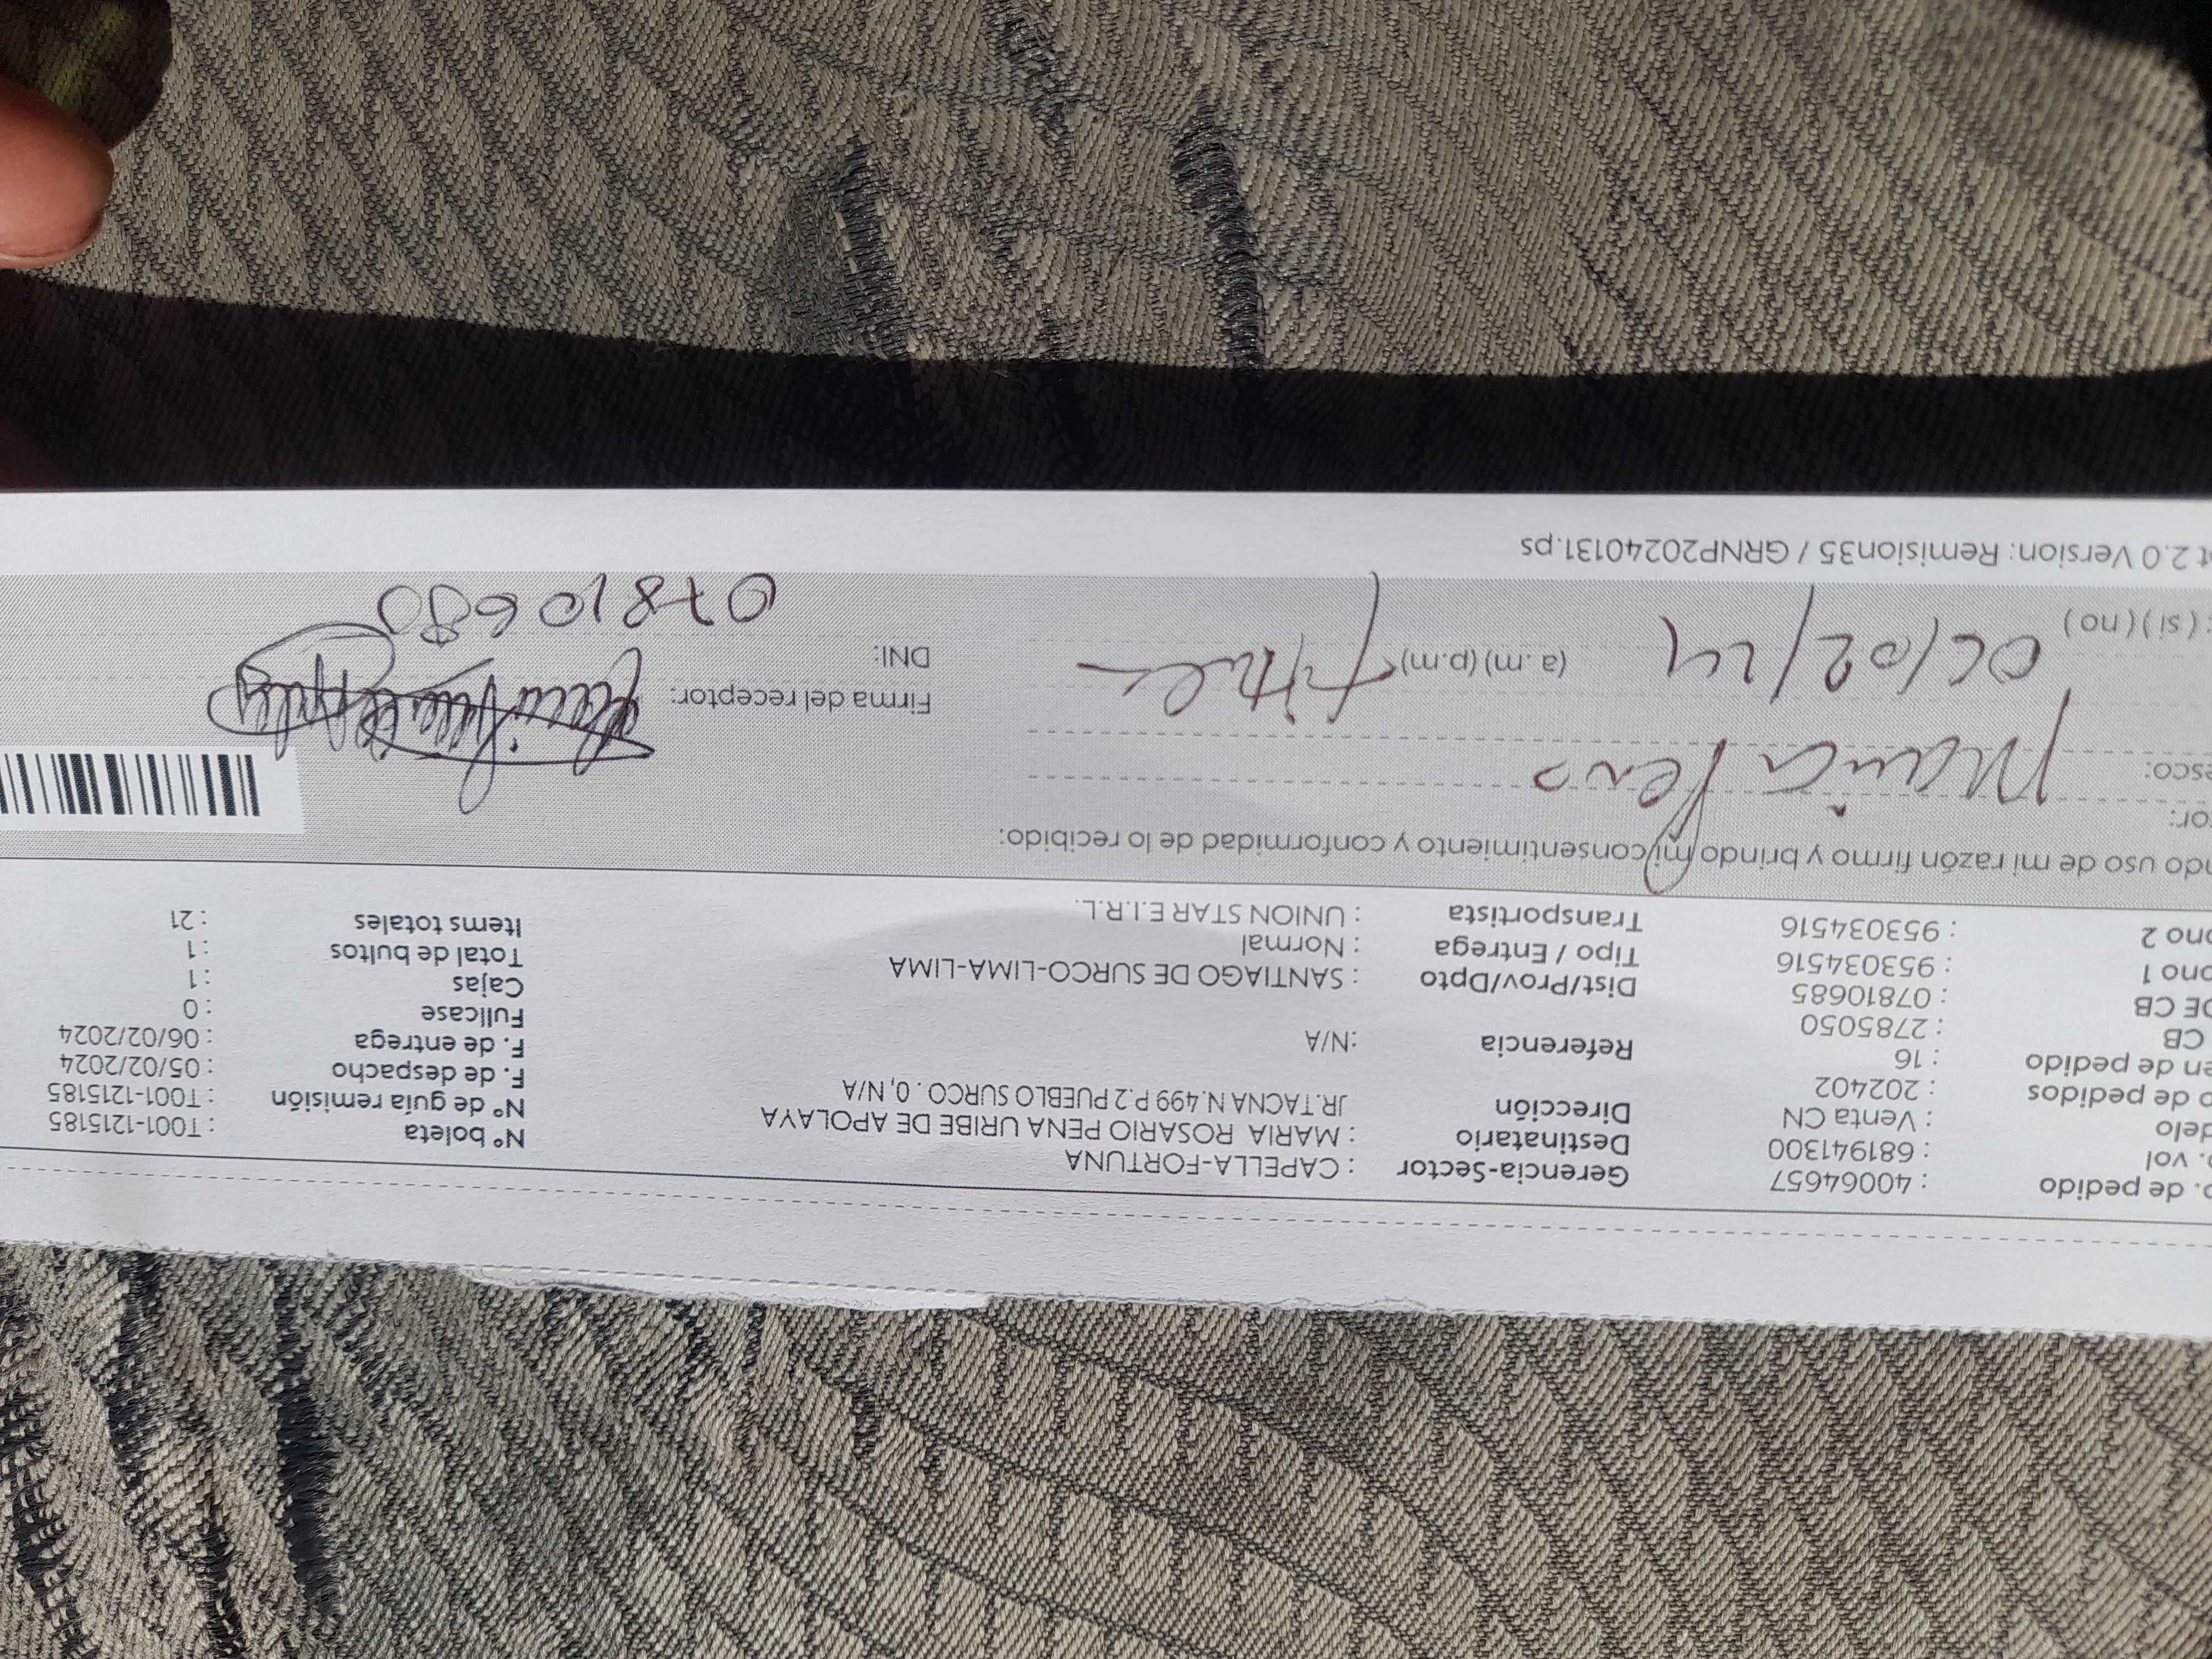 o. de pedido : 40064657 Gerencia-Sector : CAPELLA-FORTUNA Nº boleta : T001-1215185
o. vol : 681941300 Destinatario : MARIA ROSARIO PENA URIBE DE APOLAYA Nº de guía remisión : T001-1215185
delo : Venta CN Dirección JR.TACNA N.499 P.2 PUEBLO SURCO . 0, N/A F. de despacho : 05/02/2024
o de pedidos : 202402 F. de entrega : 06/02/2024
en de pedido : 16 Referencia :N/A Fullcase : 0
CB : 2785050 Cajas : 1
DE CB : 07810685 Dist/Prov/Dpto : SANTIAGO DE SURCO-LIMA-LIMA Total de bultos : 1
ono 1 : 953034516 Tipo / Entrega : Normal Items totales : 21
ono 2 : 953034516 Transportista : UNION STAR E.I.R.L.
ndo uso de mi razón firmo y brindo mi consentimiento y conformidad de lo recibido:
or: Maria Pena
esco: Firma del receptor:
: ( si ) ( no ) 06/02/24 (a. m) (p.m) DNI: 07810680
t 2.0 Version: Remision35 / GRNP20240131.ps